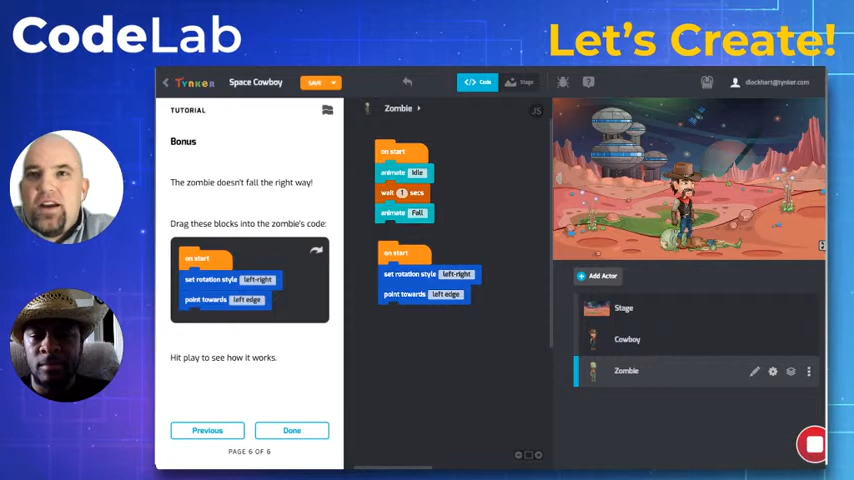 CodeLab
Let's Create!
TYNKER
Space Cowboy
SAVE
Code
Stage
dlockhart@tynker.com
TUTORIAL
Bonus
The zombie doesn't fall the right way!
Drag these blocks into the zombie's code:
on start
set rotation style left-right
point towards left edge
Hit play to see how it works.
Previous
Done
PAGE 6 OF 6
Zombie
JS
on start
animate Idle
wait 1 secs
animate Fall
on start
set rotation style left-right
point towards left edge
Add Actor
Stage
Cowboy
Zombie